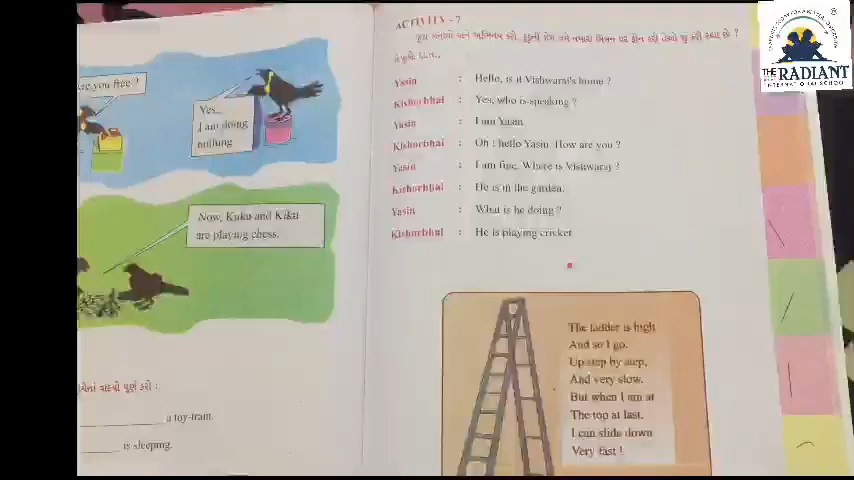 ere you free ?
Yes..
I am doing
nothing
Now, Kuku and Kiku
are playing chess.
વાક્યો પૂર્ણ કરો :
a toy-train.
is sleeping.
ACTIVITY - 7
Yasin : Hello, is it Vishwaraj's home ?
Kishorbhai : Yes, who is speaking ?
Yasin : I am Yasin
Kishorbhai : Oh ! hello Yasin. How are you ?
Yasin : I am fine. Where is Vishwaraj ?
Kishorbhai : He is in the garden.
Yasin : What is he doing ?
Kishorbhai : He is playing cricket
The ladder is high
And so I go.
Up step by step,
And very slow.
But when I am at
The top at last.
I can slide down
Very fast !
THE RADIANT
INTERNATIONAL SCHOOL